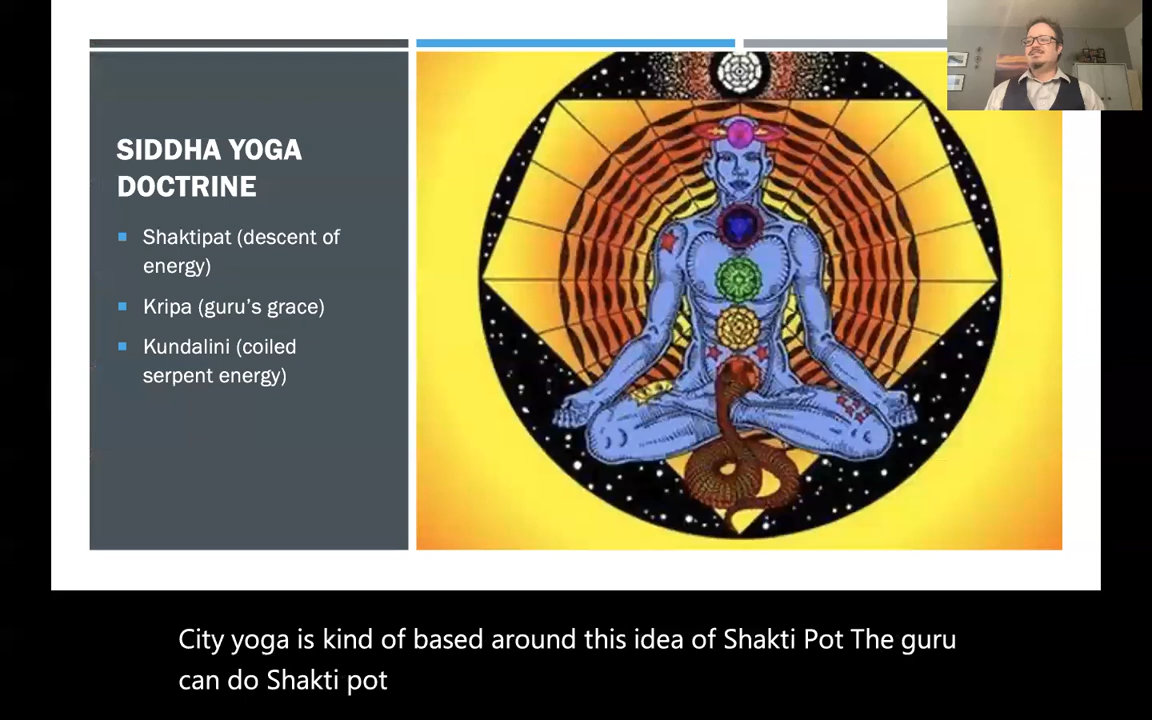 SIDDHA YOGA
DOCTRINE
Shaktipat (descent of
energy)
Kripa (guru’s grace)
Kundalini (coiled
serpent energy)
City yoga is kind of based around this idea of Shakti Pot The guru
can do Shakti pot